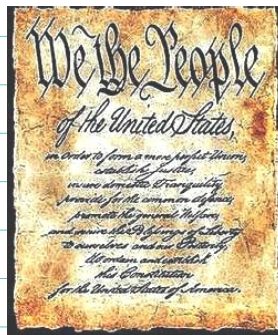 We the People
of the United States,
in Order to form a more perfect Union,
establish Justice,
insure domestic Tranquility,
provide for the common defence,
promote the general Welfare,
and secure the Blessings of Liberty
to ourselves and our Posterity,
do ordain and establish
this Constitution
for the United States of America.